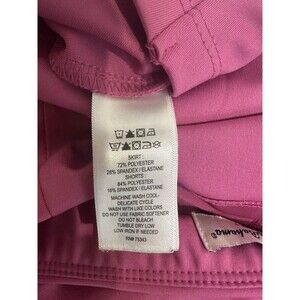 SKIRT
72% POLYESTER
28% SPANDEX / ELASTANE
SHORTS :
84% POLYESTER
16% SPANDEX / ELASTANE
MACHINE WASH COOL-
DELICATE CYCLE
WASH WITH LIKE COLORS
DO NOT USE FABRIC SOFTENER
DO NOT BLEACH
TUMBLE DRY LOW
LOW IRON IF NEEDED
RN# 75343